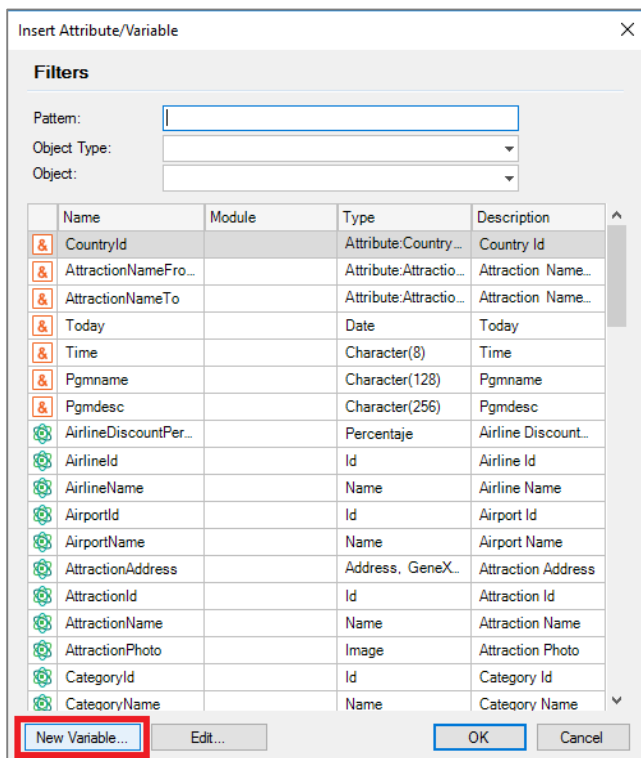 Insert Attribute/Variable
Filters
Pattern:
Object Type:
Object:
Name Module Type Description
& CountryId Attribute:Country... Country Id
& AttractionNameFro... Attribute:Attractio... Attraction Name...
& AttractionNameTo Attribute:Attractio... Attraction Name...
& Today Date Today
& Time Character(8) Time
& Pgmname Character(128) Pgmname
& Pgmdesc Character(256) Pgmdesc
AirlineDiscountPer... Percentaje Airline Discount...
AirlineId Id Airline Id
AirlineName Name Airline Name
AirportId Id Airport Id
AirportName Name Airport Name
AttractionAddress Address, GeneX... Attraction Address
AttractionId Id Attraction Id
AttractionName Name Attraction Name
AttractionPhoto Image Attraction Photo
CategoryId Id Category Id
CategoryName Name Category Name
New Variable... Edit... OK Cancel